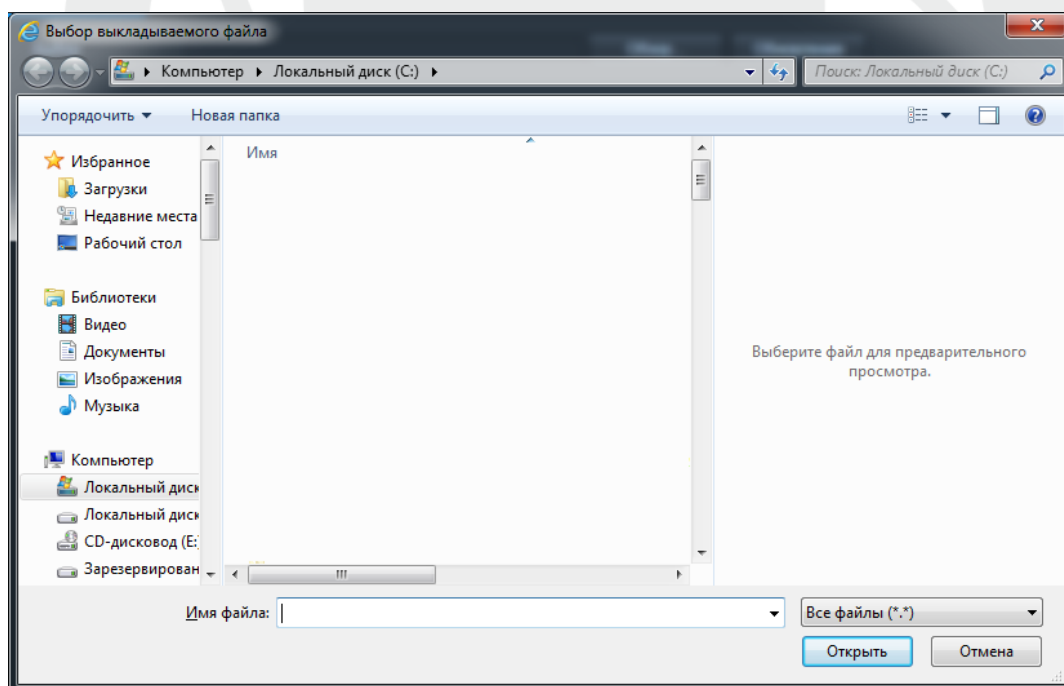 Выбор выкладываемого файла
Компьютер Локальный диск (C:)
Поиск: Локальный диск (C:)
Упорядочить Новая папка
Избранное
Загрузки
Недавние места
Рабочий стол
Библиотеки
Видео
Документы
Изображения
Музыка
Компьютер
Локальный диск
Локальный диск
CD-дисковод (E:)
Зарезервирован
Имя
Выберите файл для предварительного
просмотра.
Имя файла:
Все файлы (*.*)
Открыть Отмена